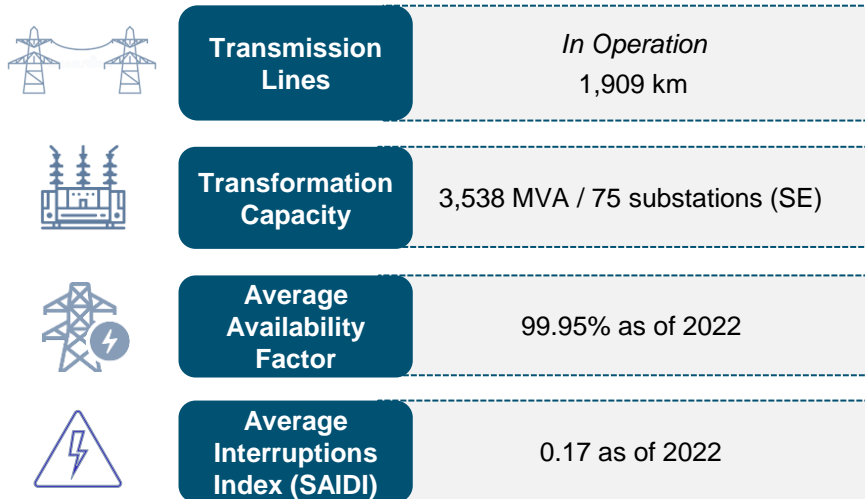 Transmission
Lines
In Operation
1,909 km
Transformation
Capacity
3,538 MVA / 75 substations (SE)
Average
Availability
Factor
99.95% as of 2022
Average
Interruptions
Index (SAIDI)
0.17 as of 2022